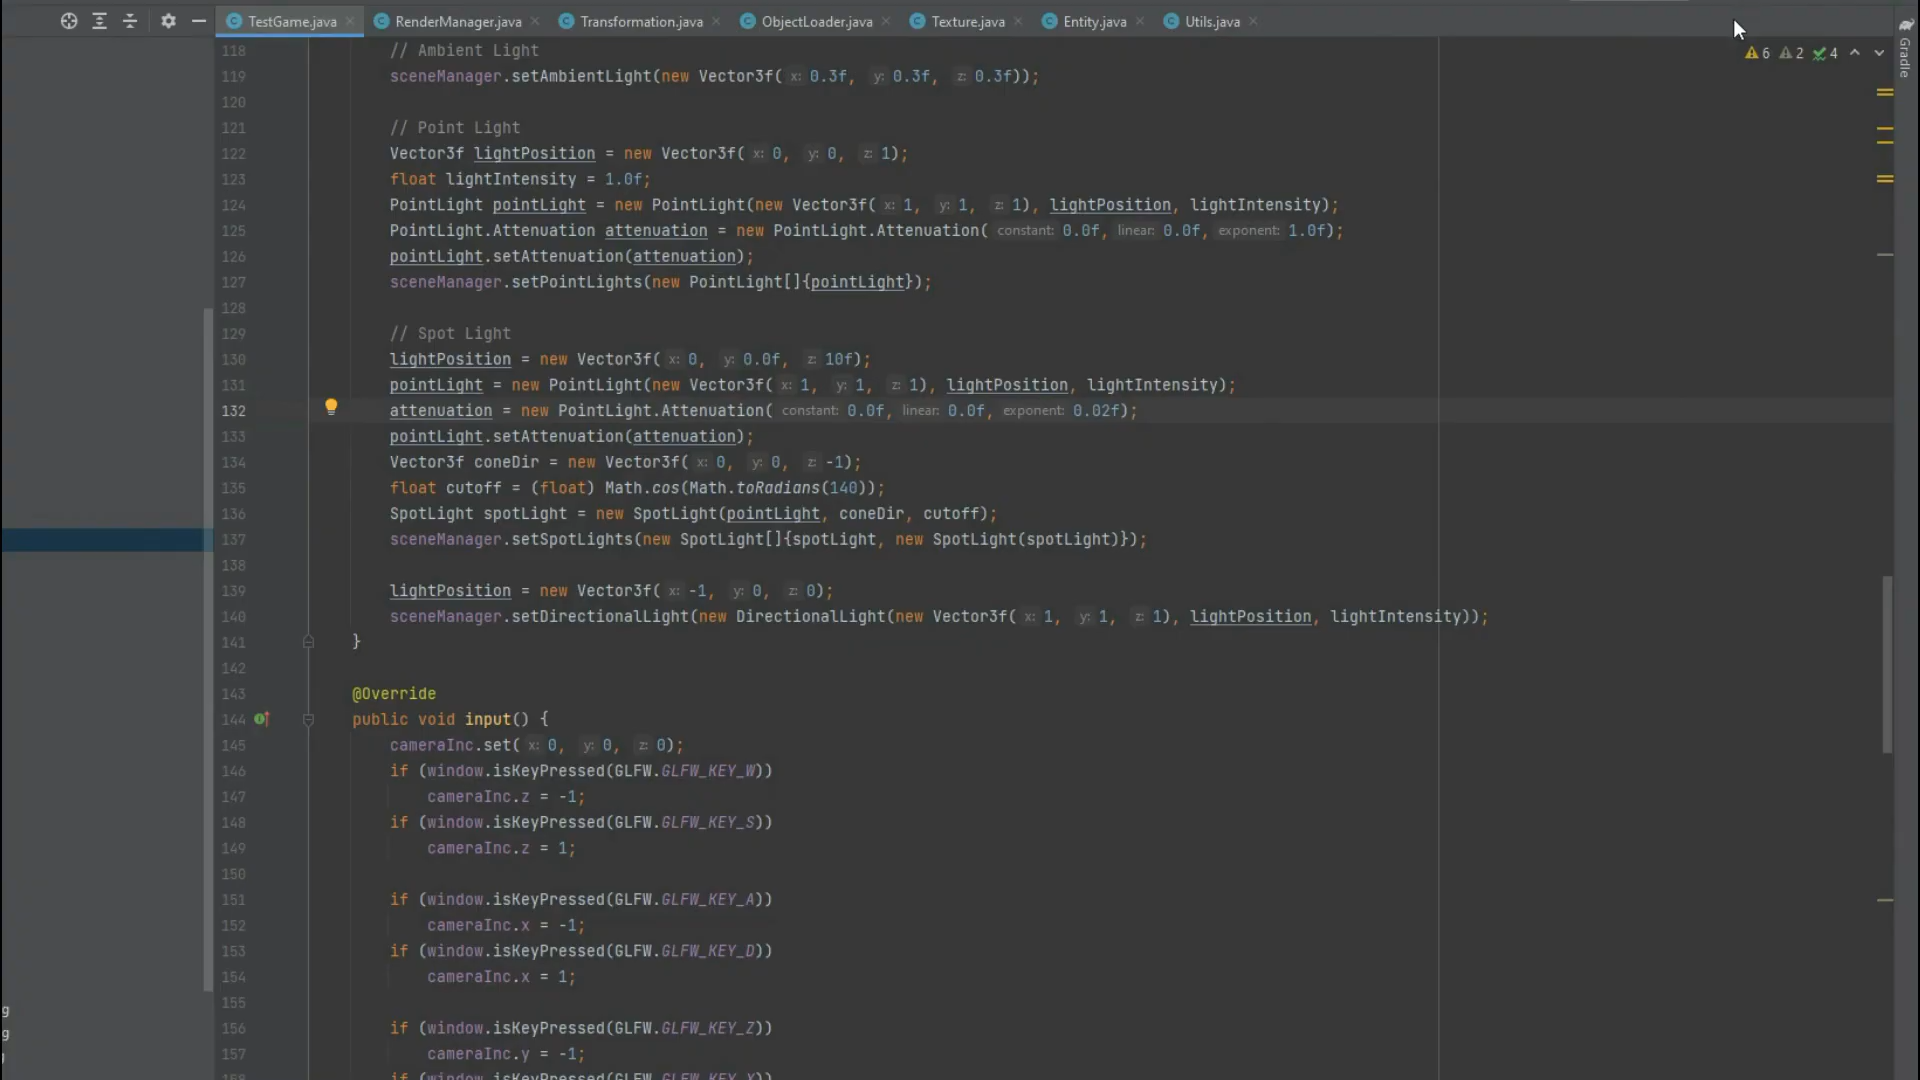 TestGame.java RenderManager.java Transformation.java ObjectLoader.java Texture.java Entity.java Utils.java
6 2 4
Gradle
118 // Ambient Light
119 sceneManager.setAmbientLight(new Vector3f( x: 0.3f, y: 0.3f, z: 0.3f));
120
121 // Point Light
122 Vector3f lightPosition = new Vector3f( x: 0, y: 0, z: 1);
123 float lightIntensity = 1.0f;
124 PointLight pointLight = new PointLight(new Vector3f( x: 1, y: 1, z: 1), lightPosition, lightIntensity);
125 PointLight.Attenuation attenuation = new PointLight.Attenuation( constant: 0.0f, linear: 0.0f, exponent: 1.0f);
126 pointLight.setAttenuation(attenuation);
127 sceneManager.setPointLights(new PointLight[]{pointLight});
128
129 // Spot Light
130 lightPosition = new Vector3f( x: 0, y: 0.0f, z: 10f);
131 pointLight = new PointLight(new Vector3f( x: 1, y: 1, z: 1), lightPosition, lightIntensity);
132 attenuation = new PointLight.Attenuation( constant: 0.0f, linear: 0.0f, exponent: 0.02f);
133 pointLight.setAttenuation(attenuation);
134 Vector3f coneDir = new Vector3f( x: 0, y: 0, z: -1);
135 float cutoff = (float) Math.cos(Math.toRadians(140));
136 SpotLight spotLight = new SpotLight(pointLight, coneDir, cutoff);
137 sceneManager.setSpotLights(new SpotLight[]{spotLight, new SpotLight(spotLight)});
138
139 lightPosition = new Vector3f( x: -1, y: 0, z: 0);
140 sceneManager.setDirectionalLight(new DirectionalLight(new Vector3f( x: 1, y: 1, z: 1), lightPosition, lightIntensity));
141 }
142
143 @Override
144 public void input() {
145 cameraInc.set( x: 0, y: 0, z: 0);
146 if (window.isKeyPressed(GLFW.GLFW_KEY_W))
147 cameraInc.z = -1;
148 if (window.isKeyPressed(GLFW.GLFW_KEY_S))
149 cameraInc.z = 1;
150
151 if (window.isKeyPressed(GLFW.GLFW_KEY_A))
152 cameraInc.x = -1;
153 if (window.isKeyPressed(GLFW.GLFW_KEY_D))
154 cameraInc.x = 1;
155
156 if (window.isKeyPressed(GLFW.GLFW_KEY_Z))
157 cameraInc.y = -1;
158 if (window.isKeyPressed(GLFW.GLFW_KEY_X))
g
g